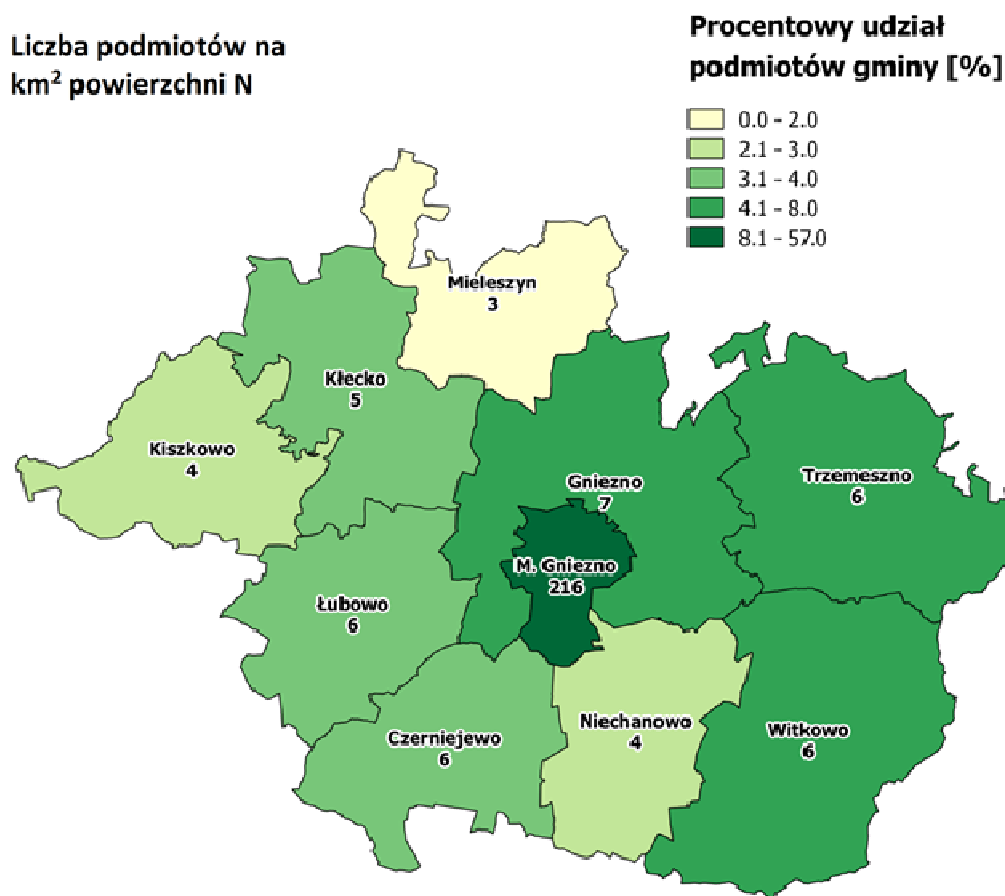 Liczba podmiotów na
km² powierzchni N
Procentowy udział
podmiotów gminy [%]
0.0 - 2.0
2.1 - 3.0
3.1 - 4.0
4.1 - 8.0
8.1 - 57.0
Mieleszyn
3
Kłecko
5
Kiszkowo
4
Gniezno
7
Trzemeszno
6
M. Gniezno
216
Łubowo
6
Czerniejewo
6
Niechanowo
4
Witkowo
6